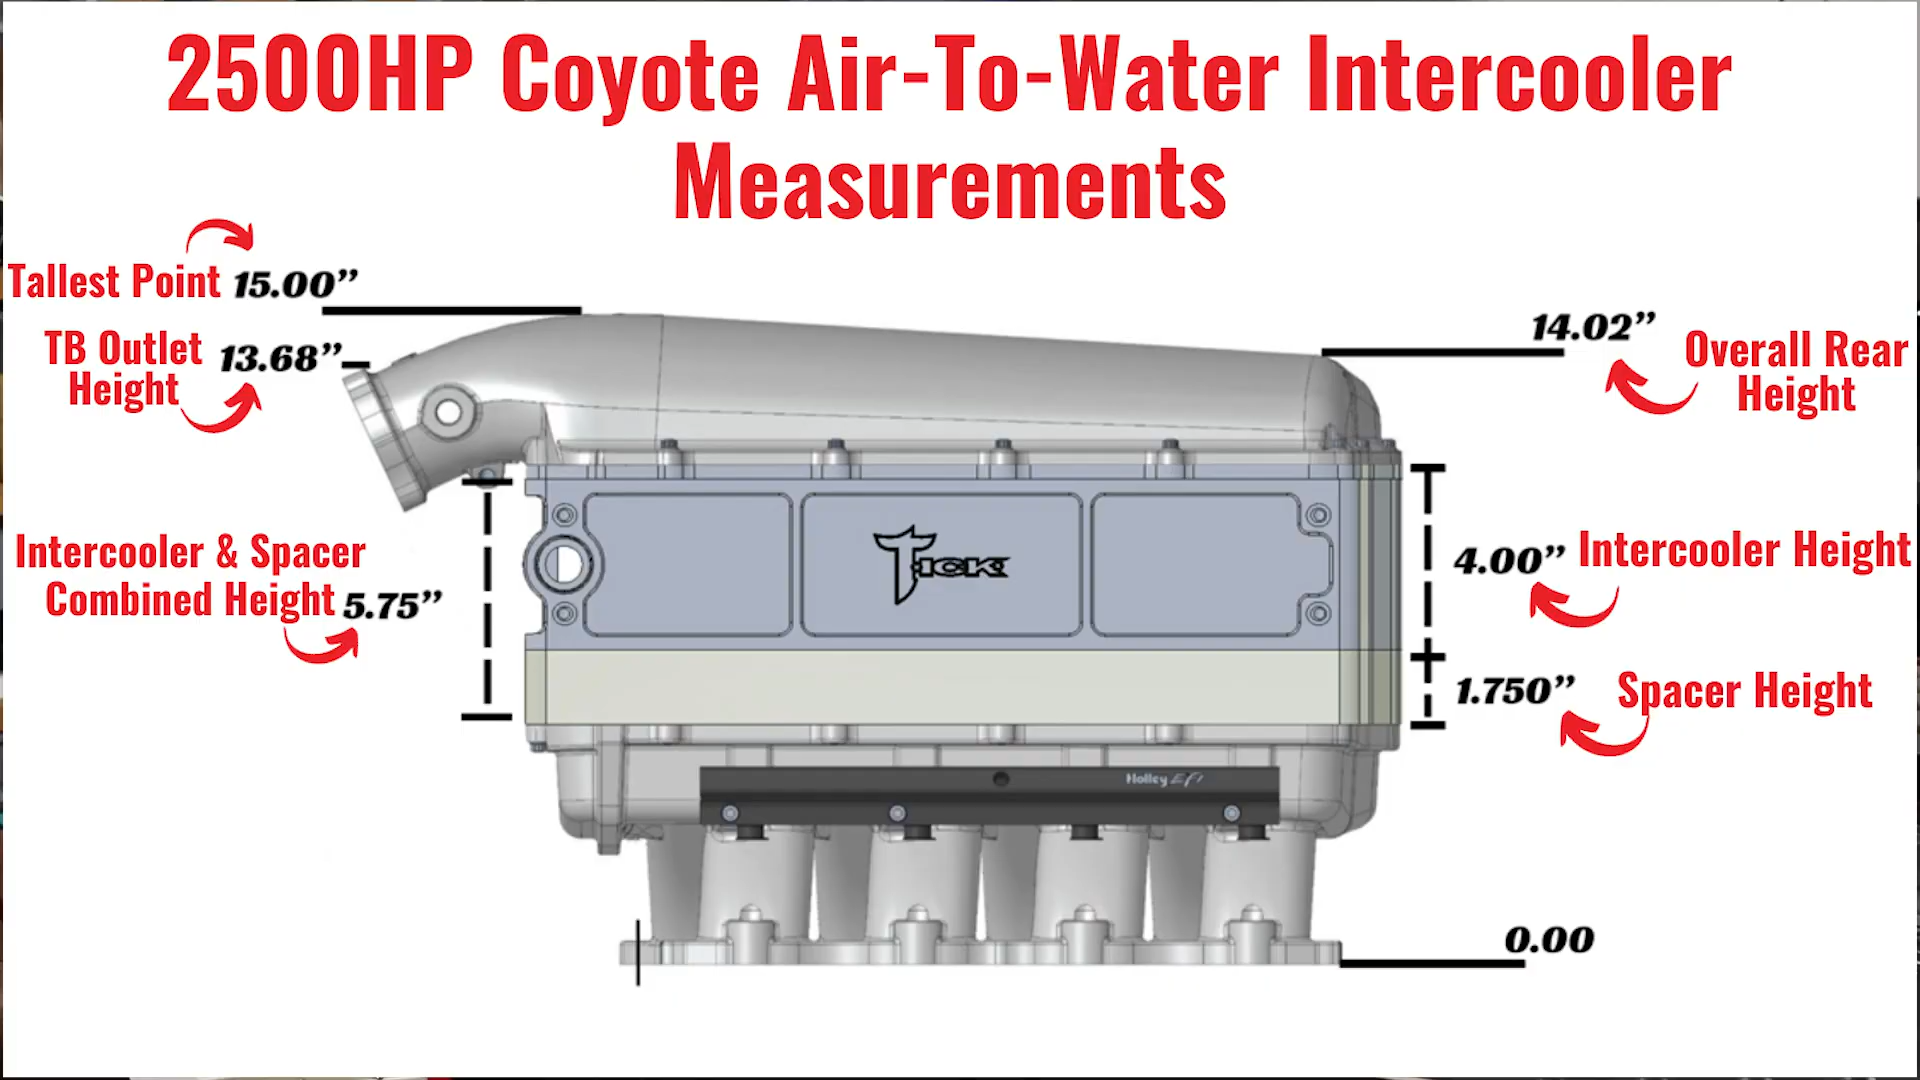 2500HP Coyote Air-To-Water Intercooler
Measurements
Tallest Point 15.00”
TB Outlet
Height 13.68”
14.02”
Overall Rear
Height
Intercooler & Spacer
Combined Height 5.75”
TICK
4.00” Intercooler Height
1.750” Spacer Height
Holley EFI
0.00